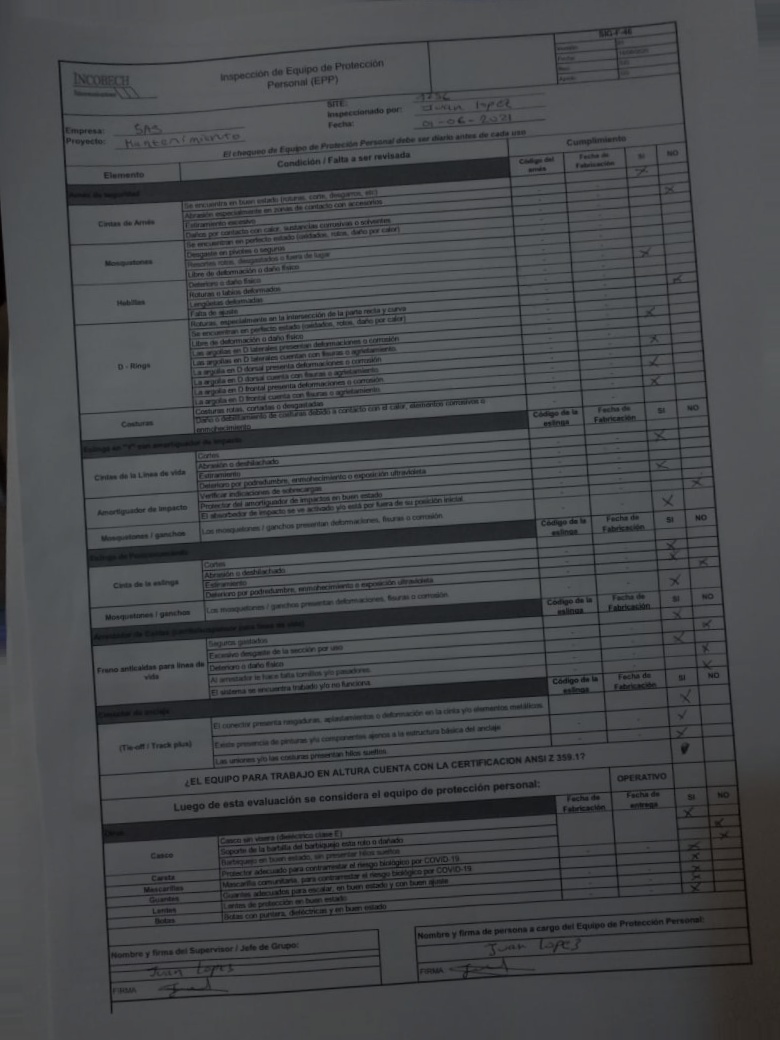 SIG-F-46
INCOBECH
Inspección de Equipo de Protección
Personal (EPP)
SITE:
Empresa: SAS
Inspeccionado por: Juan Lopez
Proyecto: Mantenimiento
Fecha: 01-06-2021
El chequeo de Equipo de Protección Personal debe ser diario antes de cada uso
Elemento
Condición / Falta a ser revisada
Cumplimiento
Código del arnés
Fecha de Fabricación
SI
NO
Arnés de seguridad
Cintas de Arnés
Se encuentra en buen estado (roturas, corte, desgarros, etc)
Abrasión especialmente en zonas de contacto con accesorios
Estiramiento excesivo
Daños por contacto con calor, sustancias corrosivas o solventes
Mosquetones
Se encuentran en perfecto estado (oxidados, rotos, daño por calor)
Desgaste en pivotes o seguros
Resortes rotos, desgastados o fuera de lugar
Libre de deformación o daño físico
Hebillas
Deterioro o daño físico
Roturas o labios deformados
Lengüetas deformadas
Falta de ajuste
D - Rings
Roturas, especialmente en la intersección de la parte recta y curva
Se encuentran en perfecto estado (oxidados, rotos, daño por calor)
Libre de deformación o daño físico
Las argollas en D laterales presentan deformaciones o corrosión
Las argollas en D laterales cuentan con fisuras o agrietamiento.
La argolla en D dorsal presenta deformaciones o corrosión
La argolla en D dorsal cuenta con fisuras o agrietamiento.
La argolla en D frontal presenta deformaciones o corrosión
La argolla en D frontal cuenta con fisuras o agrietamiento.
Costuras
Costuras rotas, cortadas o desgastadas
Daño o debilitamiento de costuras debido a contacto con el calor, elementos corrosivos o
enmohecimiento
Eslinga en "Y" con amortiguador de impacto
Código de la eslinga
Fecha de Fabricación
SI
NO
Cintas de la Línea de vida
Cortes
Abrasión o deshilachado
Estiramiento
Deterioro por podredumbre, enmohecimiento o exposición ultravioleta
Amortiguador de impacto
Verificar indicaciones de sobrecargas
Protector del amortiguador de impactos en buen estado
El absorbedor de impacto se ve activado y/o está por fuera de su posición inicial.
Mosquetones / ganchos
Los mosquetones / ganchos presentan deformaciones, fisuras o corrosión.
Eslinga de Posicionamiento
Código de la eslinga
Fecha de Fabricación
SI
NO
Cinta de la eslinga
Cortes
Abrasión o deshilachado
Estiramiento
Deterioro por podredumbre, enmohecimiento o exposición ultravioleta
Mosquetones / ganchos
Los mosquetones / ganchos presentan deformaciones, fisuras o corrosión.
Código de la eslinga
Fecha de Fabricación
SI
NO
Freno anticaídas para línea de vida
Seguros gastados
Excesivo desgaste de la sección por uso
Deterioro o daño físico
Al arrestador le hace falta tornillos y/o pasadores.
El sistema se encuentra trabado y/o no funciona.
Conector de anclaje
Código de la eslinga
Fecha de Fabricación
SI
NO
(Tie-off / Track plus)
El conector presenta rasgaduras, aplastamientos o deformación en la cinta y/o elementos metálicos.
Existe presencia de pinturas y/u componentes ajenos a la estructura básica del anclaje
Las uniones y/o las costuras presentan hilos sueltos.
¿EL EQUIPO PARA TRABAJO EN ALTURA CUENTA CON LA CERTIFICACION ANSI Z 359.1?
Luego de esta evaluación se considera el equipo de protección personal:
OPERATIVO
Otros
Fecha de Fabricación
Fecha de entrega
SI
NO
Casco
Casco sin visera (dieléctrico clase E)
Soporte de la barbilla del barbiquejo esta roto o dañado
Barbiquejo en buen estado, sin presentar hilos sueltos
Careta
Protector adecuado para contrarrestar el riesgo biológico por COVID-19.
Mascarillas
Mascarilla comunitaria, para contrarrestar el riesgo biológico por COVID-19.
Guantes
Guantes adecuados para escalar, en buen estado y con buen ajuste
Lentes
Lentes de protección en buen estado
Botas
Botas con puntera, dieléctricas y en buen estado
Nombre y firma del Supervisor / Jefe de Grupo:
Juan Lopez
FIRMA
Nombre y firma de persona a cargo del Equipo de Protección Personal:
Juan Lopez
FIRMA